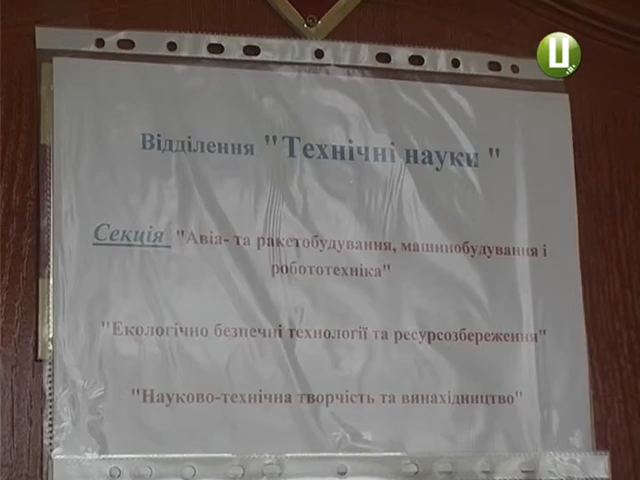 Ц
Відділення "Технічні науки "
Секція "Авіа- та ракетобудування, машинобудування і
робототехніка"
"Екологічно безпечні технології та ресурсозбереження"
"Науково-технічна творчість та винахідництво"